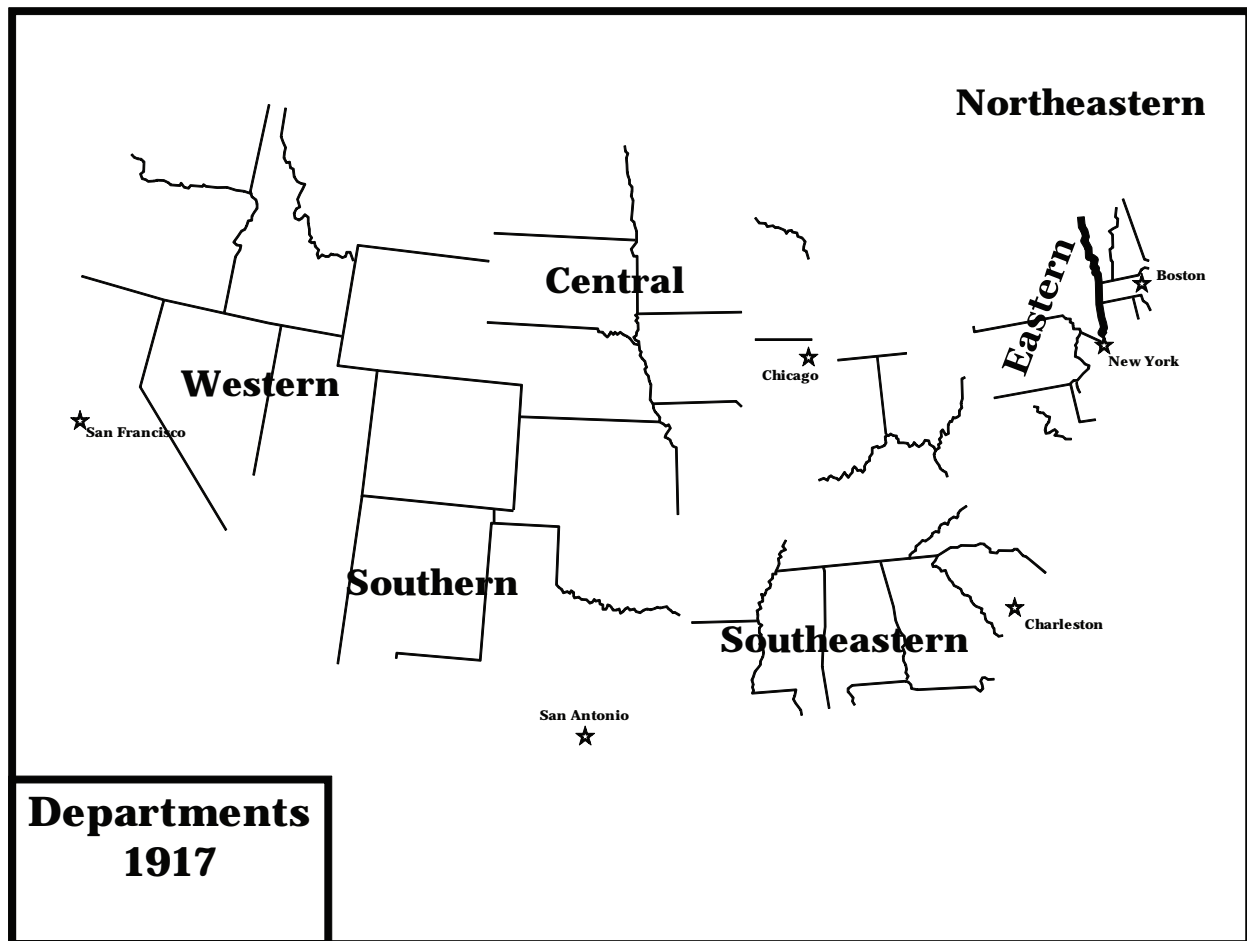 Northeastern
Eastern
Boston
Central
New York
Chicago
Western
San Francisco
Southern
Charleston
Southeastern
San Antonio
Departments
1917